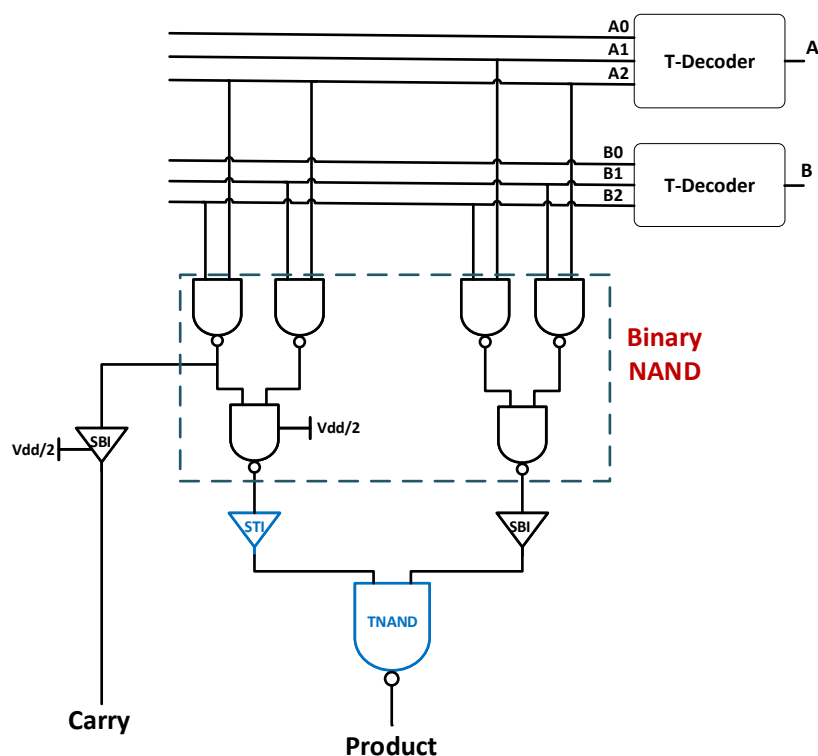 A0
A1
A2
T-Decoder
A
B0
B1
B2
T-Decoder
B
Binary
NAND
Vdd/2
SBI
Vdd/2
STI
SBI
TNAND
Carry
Product